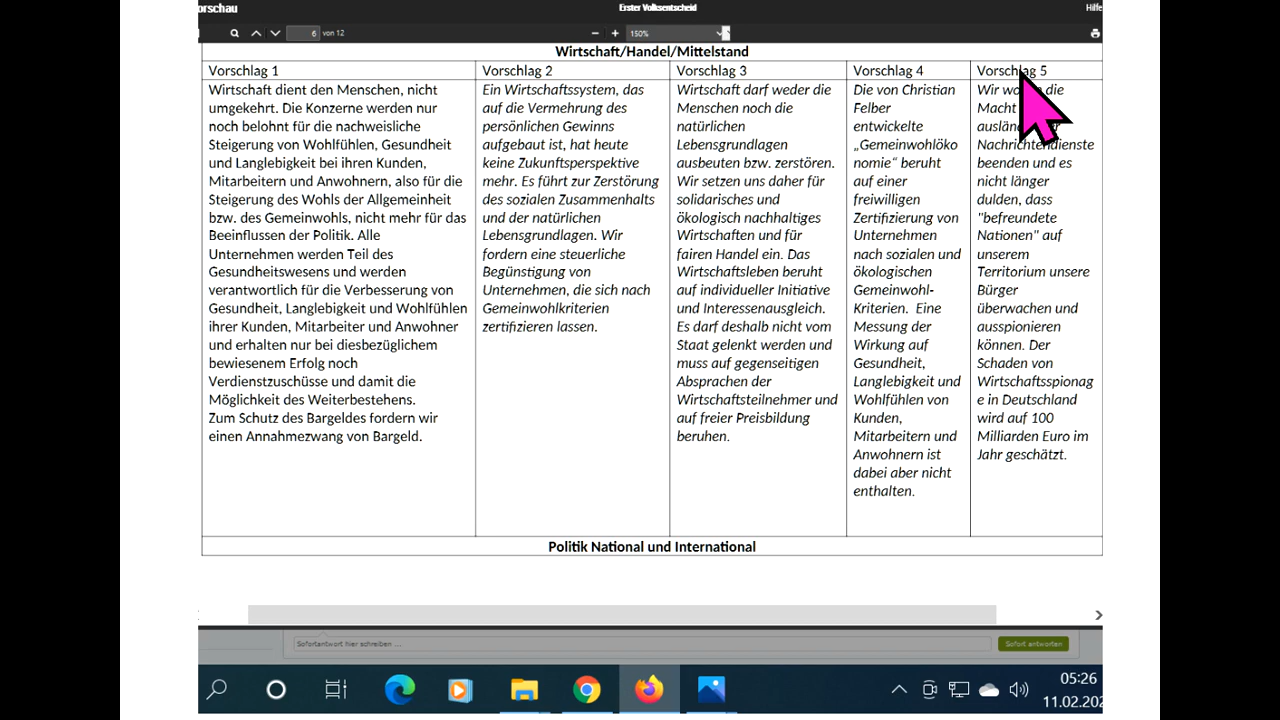 orschau
Erster Volksentscheid
Hilfe
6 von 12
150%
Wirtschaft/Handel/Mittelstand
Vorschlag 1
Wirtschaft dient den Menschen, nicht
umgekehrt. Die Konzerne werden nur
noch belohnt für die nachweisliche
Steigerung von Wohlfühlen, Gesundheit
und Langlebigkeit bei ihren Kunden,
Mitarbeitern und Anwohnern, also für die
Steigerung des Wohls der Allgemeinheit
bzw. des Gemeinwohls, nicht mehr für das
Beeinflussen der Politik. Alle
Unternehmen werden Teil des
Gesundheitswesens und werden
verantwortlich für die Verbesserung von
Gesundheit, Langlebigkeit und Wohlfühlen
ihrer Kunden, Mitarbeiter und Anwohner
und erhalten nur bei diesbezüglichem
bewiesenem Erfolg noch
Verdienstzuschüsse und damit die
Möglichkeit des Weiterbestehens.
Zum Schutz des Bargeldes fordern wir
einen Annahmezwang von Bargeld.
Vorschlag 2
Ein Wirtschaftssystem, das
auf die Vermehrung des
persönlichen Gewinns
aufgebaut ist, hat heute
keine Zukunftsperspektive
mehr. Es führt zur Zerstörung
des sozialen Zusammenhalts
und der natürlichen
Lebensgrundlagen. Wir
fordern eine steuerliche
Begünstigung von
Unternehmen, die sich nach
Gemeinwohlkriterien
zertifizieren lassen.
Vorschlag 3
Wirtschaft darf weder die
Menschen noch die
natürlichen
Lebensgrundlagen
ausbeuten bzw. zerstören.
Wir setzen uns daher für
solidarisches und
ökologisch nachhaltiges
Wirtschaften und für
fairen Handel ein. Das
Wirtschaftsleben beruht
auf individueller Initiative
und Interessenausgleich.
Es darf deshalb nicht vom
Staat gelenkt werden und
muss auf gegenseitigen
Absprachen der
Wirtschaftsteilnehmer und
auf freier Preisbildung
beruhen.
Vorschlag 4
Die von Christian
Felber
entwickelte
„Gemeinwohlöko
nomie“ beruht
auf einer
freiwilligen
Zertifizierung von
Unternehmen
nach sozialen und
ökologischen
Gemeinwohl-
Kriterien. Eine
Messung der
Wirkung auf
Gesundheit,
Langlebigkeit und
Wohlfühlen von
Kunden,
Mitarbeitern und
Anwohnern ist
dabei aber nicht
enthalten.
Vorschlag 5
Wir die
Macht
Nachrichtendienste
beenden und es
nicht länger
dulden, dass
"befreundete
Nationen" auf
unserem
Territorium unsere
Bürger
überwachen und
ausspionieren
können. Der
Schaden von
Wirtschaftsspionag
e in Deutschland
wird auf 100
Milliarden Euro im
Jahr geschätzt.
Politik National und International
Sofortantwort hier schreiben ...
Sofort antworten
05:26
11.02.202